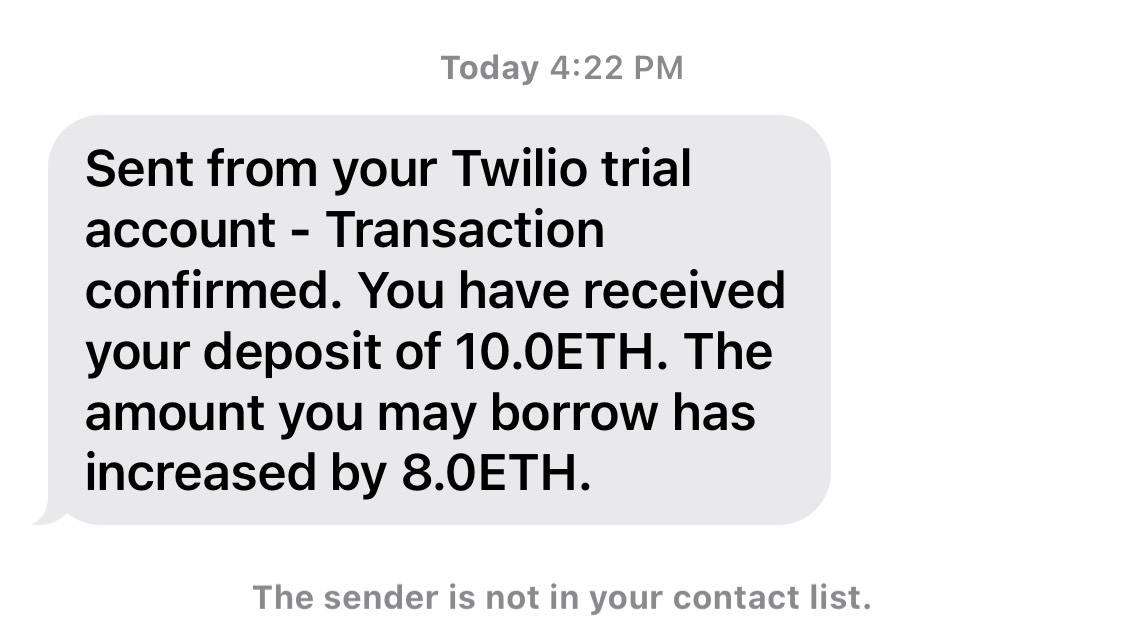 Today 4:22 PM
Sent from your Twilio trial
account - Transaction
confirmed. You have received
your deposit of 10.0ETH. The
amount you may borrow has
increased by 8.0ETH.
The sender is not in your contact list.